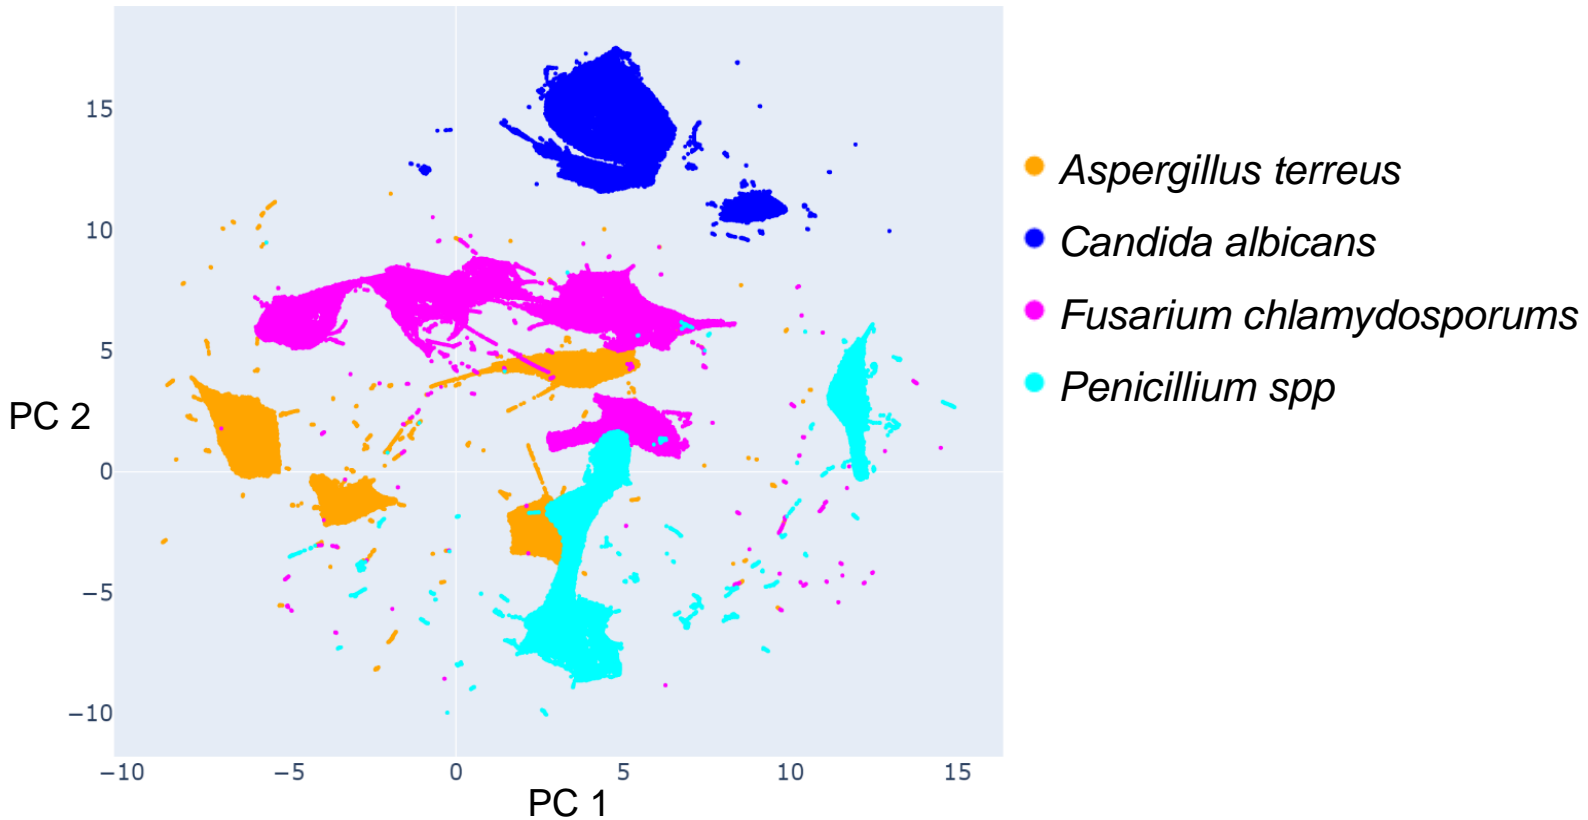 15
10
5
0
−5
−10
PC 2
−10 −5 0 5 10 15
PC 1
Aspergillus terreus
Candida albicans
Fusarium chlamydosporums
Penicillium spp